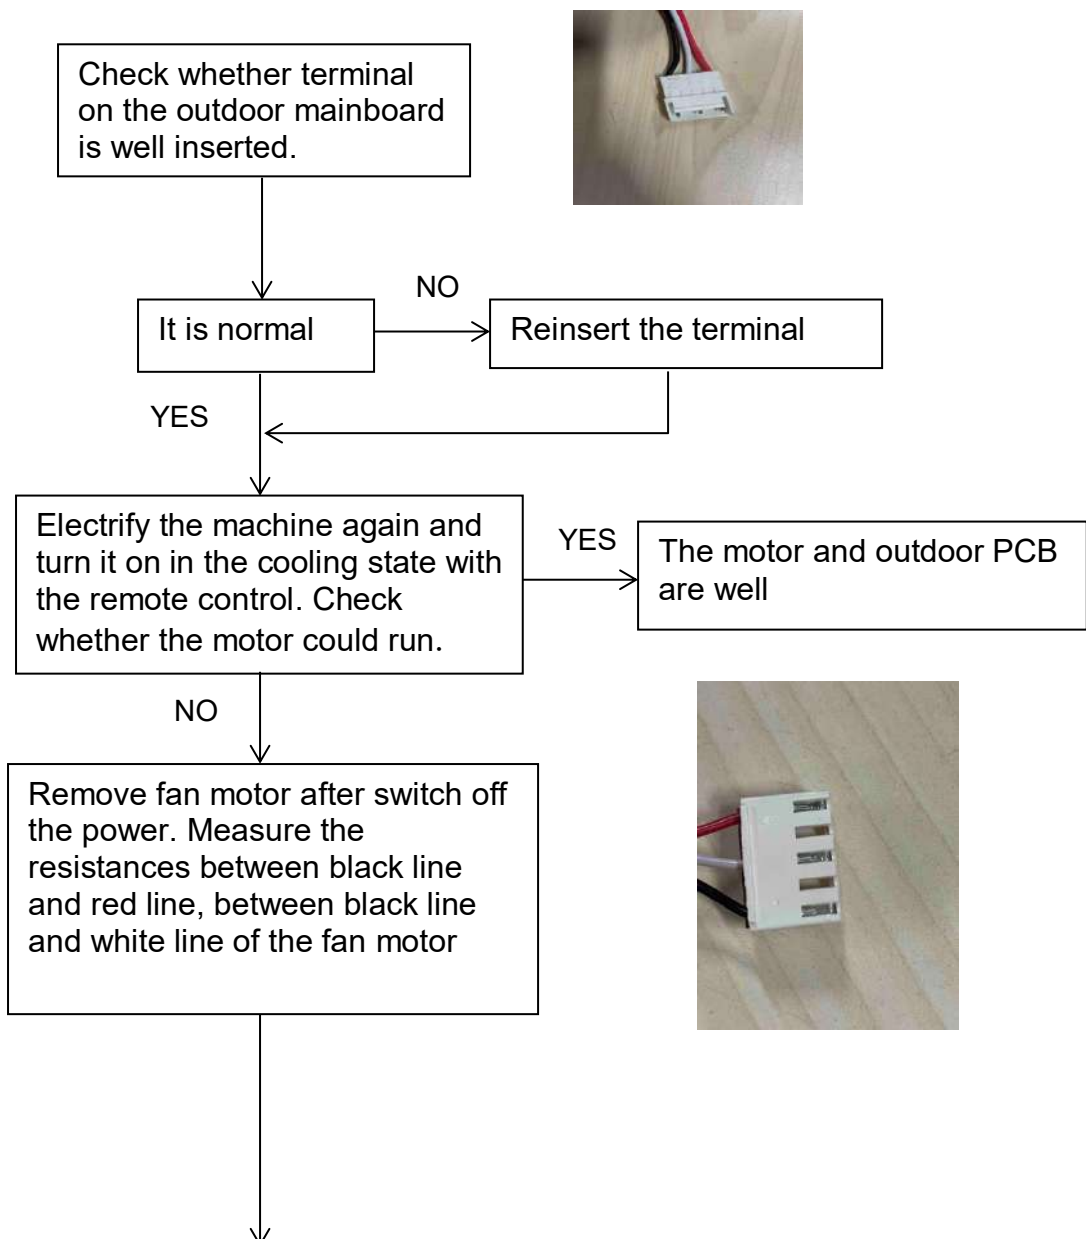 Check whether terminal
on the outdoor mainboard
is well inserted.
NO
It is normal
Reinsert the terminal
YES
Electrify the machine again and
turn it on in the cooling state with
the remote control. Check
whether the motor could run.
YES
The motor and outdoor PCB
are well
NO
Remove fan motor after switch off
the power. Measure the
resistances between black line
and red line, between black line
and white line of the fan motor